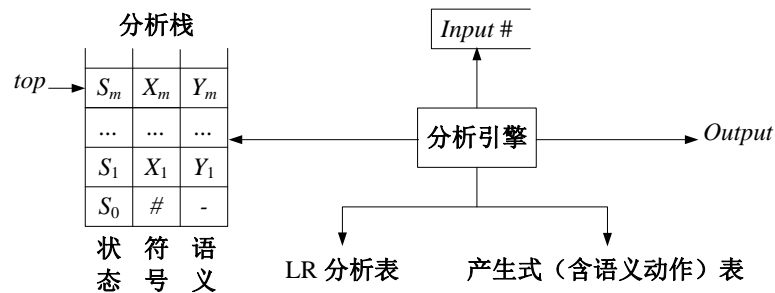 分析栈
Input #
top
Sm Xm Ym
... ... ...
S1 X1 Y1
S0 # -
状态 符号 语义
分析引擎
Output
LR 分析表
产生式（含语义动作）表